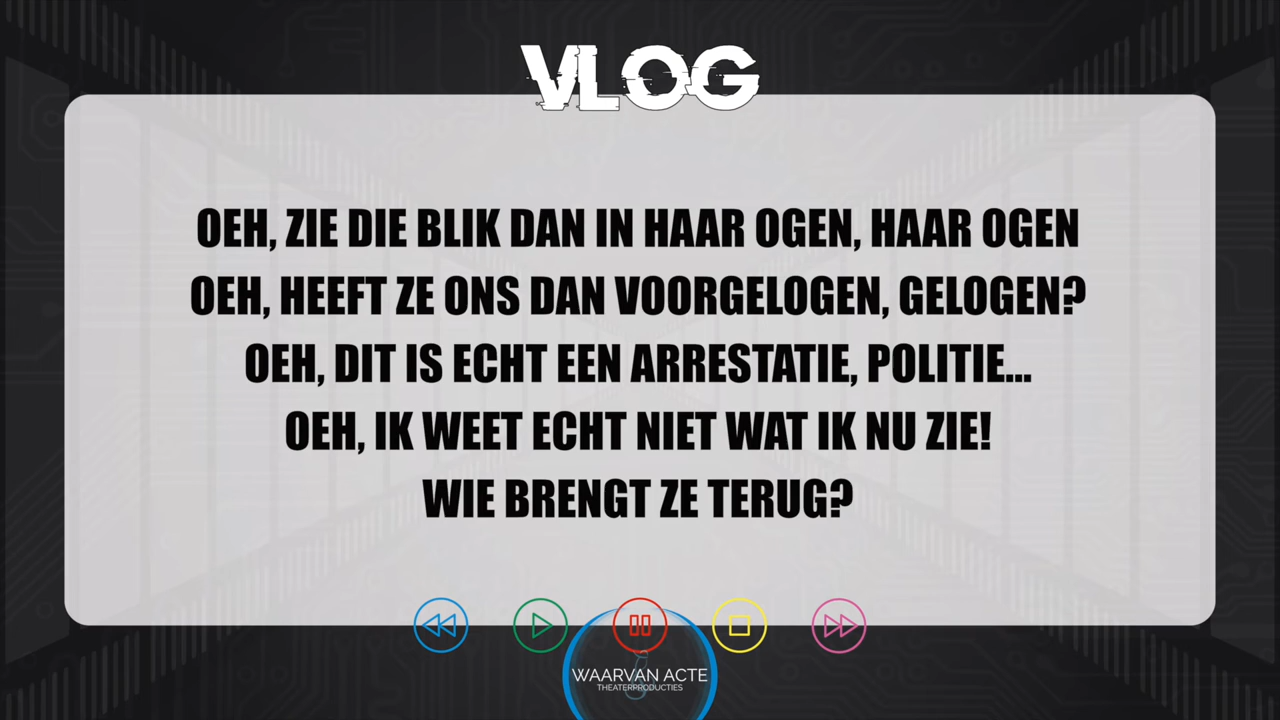 VLOG
OEH, ZIE DIE BLIK DAN IN HAAR OGEN, HAAR OGEN
OEH, HEEFT ZE ONS DAN VOORGELOGEN, GELOGEN?
OEH, DIT IS ECHT EEN ARRESTATIE, POLITIE...
OEH, IK WEET ECHT NIET WAT IK NU ZIE!
WIE BRENGT ZE TERUG?
WAARVAN ACTE
THEATERPRODUCTIES